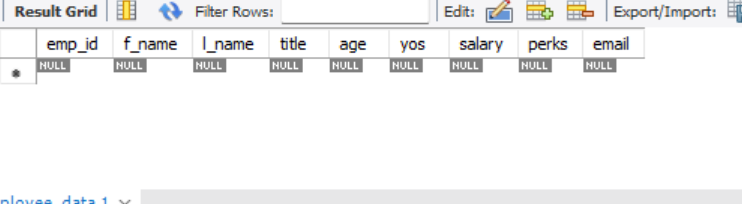 Result Grid Filter Rows: Edit: Export/Import:
emp_id f_name l_name title age yos salary perks email
NULL NULL NULL NULL NULL NULL NULL NULL NULL
ployee_data 1